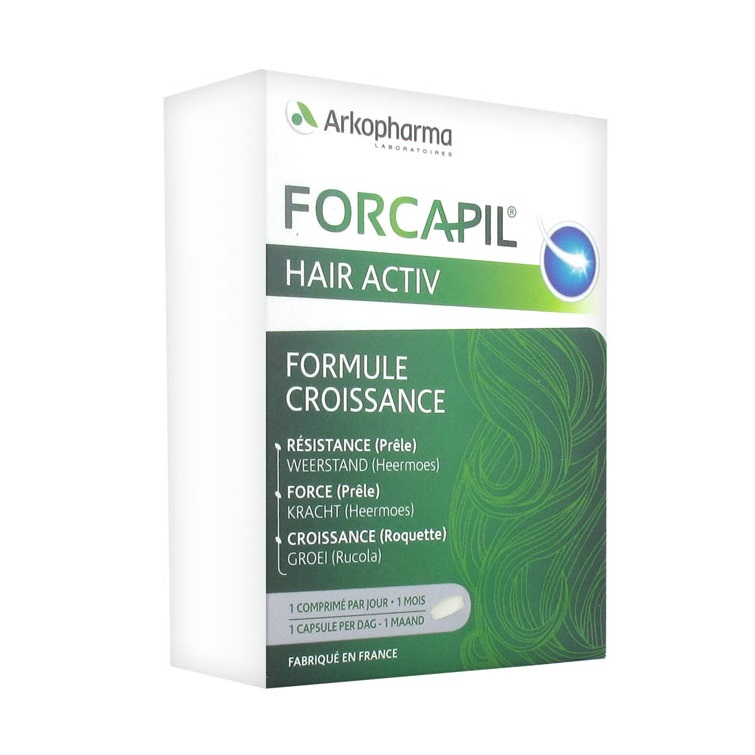 Arkopharma
LABORATOIRES
FORCAPIL®
HAIR ACTIV
FORMULE
CROISSANCE
RÉSISTANCE (Prêle)
WEERSTAND (Heermoes)
FORCE (Prêle)
KRACHT (Heermoes)
CROISSANCE (Roquette)
GROEI (Rucola)
1 COMPRIMÉ PAR JOUR • 1 MOIS
1 CAPSULE PER DAG - 1 MAAND
FABRIQUÉ EN FRANCE